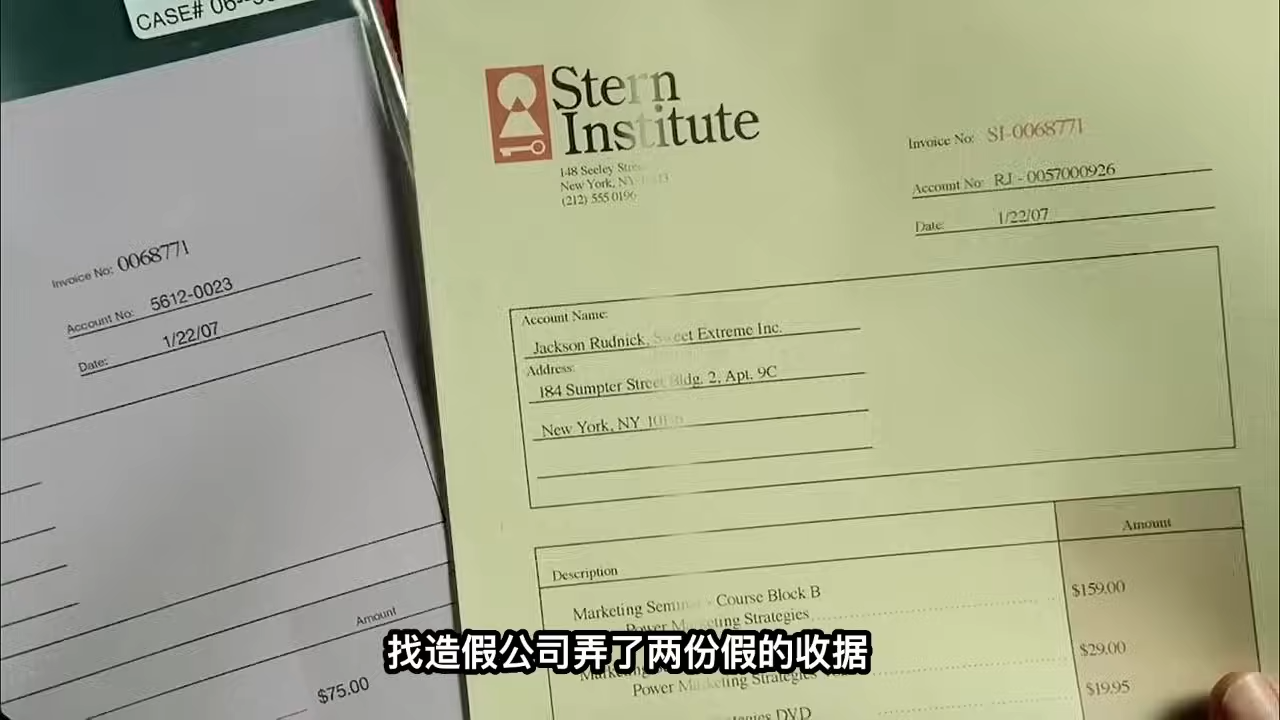 CASE# 06
Invoice No: 0068771
Account No: 5612-0023
Date: 1/22/07
Amount
$75.00
Stern
Institute
148 Seeley
New York, NY
(212) 555 0196
Invoice No: SI-0068771
Account No: RJ - 0057000926
Date: 1/22/07
Account Name:
Jackson Rudnick, Extreme Inc.
Address:
184 Sumpter Street Bldg. 2, Apt. 9C
New York, NY
Description Amount
Marketing - Course Block B $159.00
Power Marketing Strategies
$29.00
Power Marketing Strategies
$19.95
DVD
找造假公司弄了两份假的收据